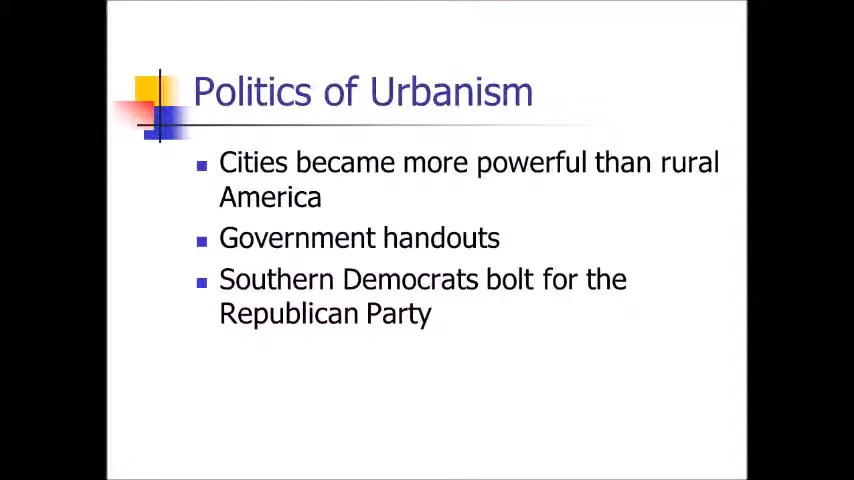 Politics of Urbanism
Cities became more powerful than rural
America
Government handouts
Southern Democrats bolt for the
Republican Party